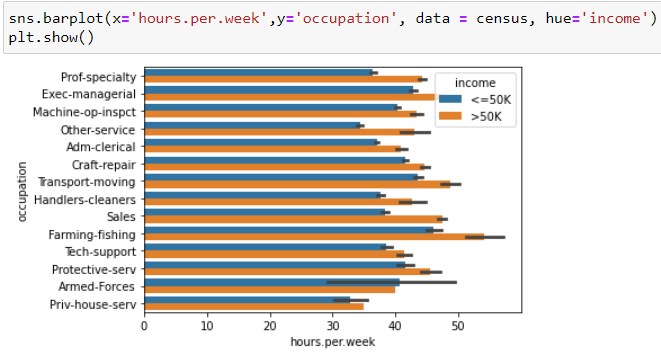 sns.barplot(x='hours.per.week',y='occupation', data = census, hue='income')
plt.show()
income
<=50K
>50K
occupation
Prof-specialty
Exec-managerial
Machine-op-inspct
Other-service
Adm-clerical
Craft-repair
Transport-moving
Handlers-cleaners
Sales
Farming-fishing
Tech-support
Protective-serv
Armed-Forces
Priv-house-serv
0 10 20 30 40 50
hours.per.week